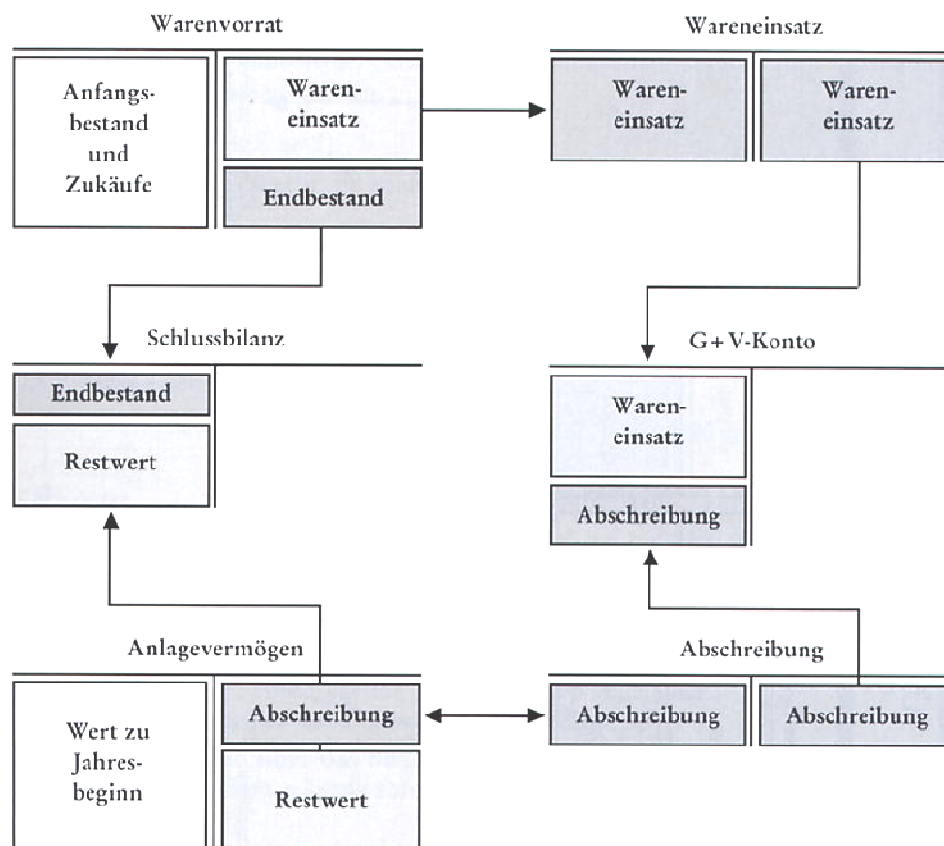 Warenvorrat
Wareneinsatz
Anfangs-
bestand
und
Zukäufe
Waren-
einsatz
Endbestand
Waren-
einsatz
Waren-
einsatz
Schlussbilanz
G+V-Konto
Endbestand
Restwert
Waren-
einsatz
Abschreibung
Anlagevermögen
Abschreibung
Wert zu
Jahres-
beginn
Abschreibung
Restwert
Abschreibung
Abschreibung